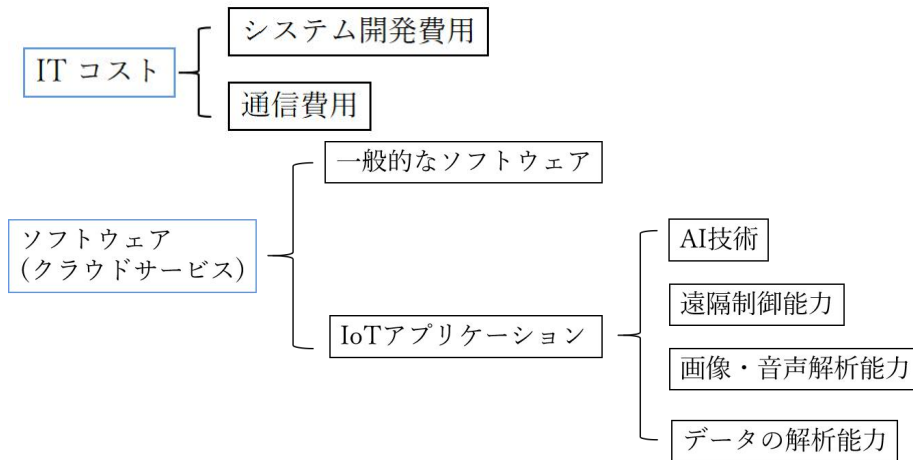 IT コスト
システム開発費用
通信費用
ソフトウェア
(クラウドサービス)
一般的なソフトウェア
IoTアプリケーション
AI技術
遠隔制御能力
画像・音声解析能力
データの解析能力